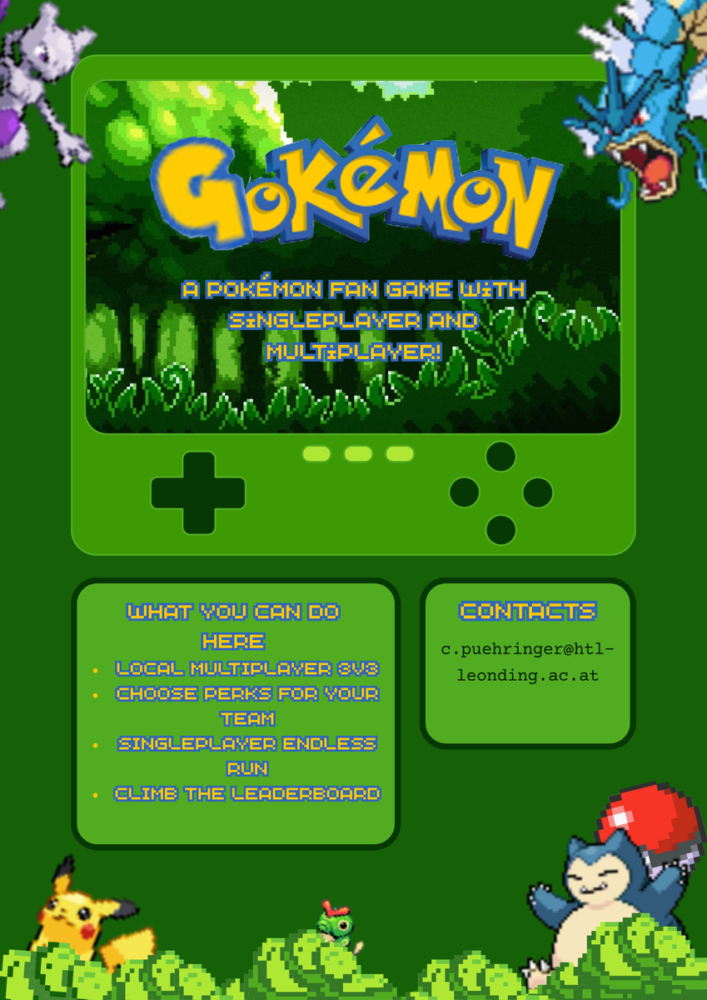 GOKéMON
A POKÉMON FAN GAME WITH
SINGLEPLAYER AND
MULTIPLAYER!
WHAT YOU CAN DO
HERE
• LOCAL MULTIPLAYER 3V3
• CHOOSE PERKS FOR YOUR
TEAM
• SINGLEPLAYER ENDLESS
RUN
• CLIMB THE LEADERBOARD
CONTACTS
c.puehringer@htl-
leonding.ac.at